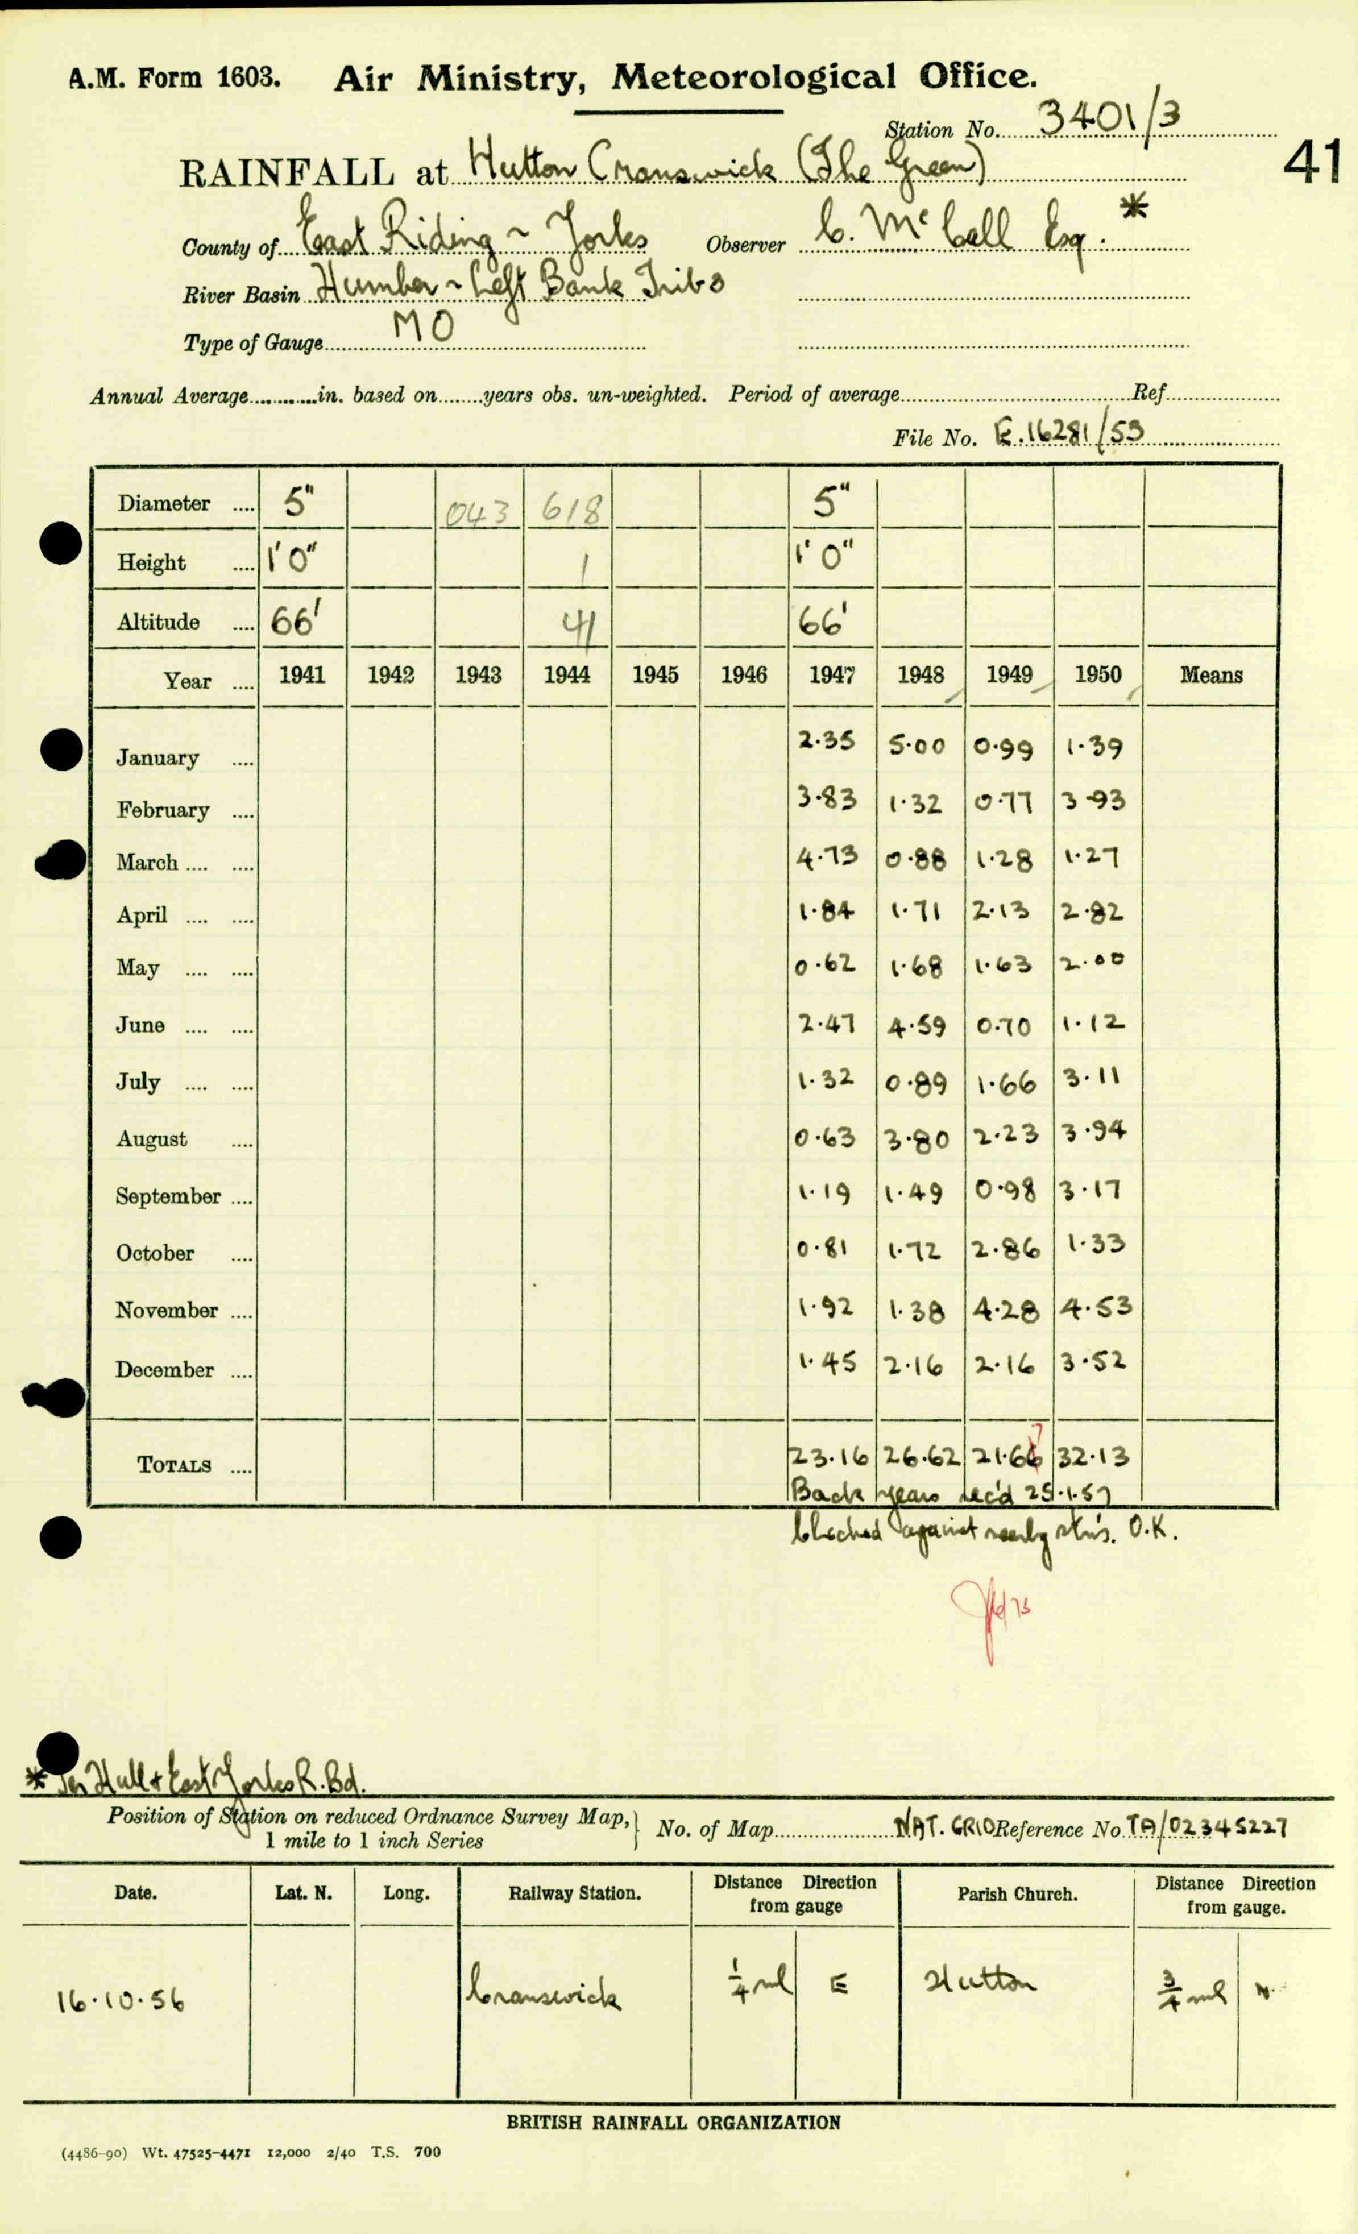 A.M. Form 1603. Air Ministry, Meteorological Office.
Station No. 3401/3
41
RAINFALL at Hutton Cranswick (The Green)
County of East Riding ~ Yorks Observer C. McCall Esq. *
River Basin Humber ~ Left Bank Tribs
Type of Gauge MO
Annual Average............in. based on........years obs. un-weighted. Period of average.................Ref.................
File No. E.16281/53
Diameter .... 5" 043 618 5"
Height .... 1' 0" 1 1' 0"
Altitude .... 66' 41 66'
Year .... 1941 1942 1943 1944 1945 1946 1947 1948 1949 1950 Means
January .... 2.35 5.00 0.99 1.39
February .... 3.83 1.32 0.77 3.93
March .... .... 4.73 0.88 1.28 1.27
April .... .... 1.84 1.71 2.13 2.82
May .... .... 0.62 1.68 1.63 2.00
June .... .... 2.47 4.59 0.70 1.12
July .... .... 1.32 0.89 1.66 3.11
August .... 0.63 3.80 2.23 3.94
September .... 1.19 1.49 0.98 3.17
October .... 0.81 1.72 2.86 1.33
November .... 1.92 1.38 4.28 4.53
December .... 1.45 2.16 2.16 3.52
7
TOTALS .... 23.16 26.62 21.66 32.13
Back years rec'd 25.1.57
Checked against nearby stn's. O.K.
* Per Hull + East Yorks R. Bd.
Position of Station on reduced Ordnance Survey Map, 1 mile to 1 inch Series } No. of Map NAT. GRID Reference No TA/02345227
Date. Lat. N. Long. Railway Station. Distance Direction from gauge Parish Church. Distance Direction from gauge.
16.10.56 Cranswick 1/4 ml E Hutton 3/4 ml N.
BRITISH RAINFALL ORGANIZATION
(4486-90) Wt. 47525-4471 12,000 2/40 T.S. 700